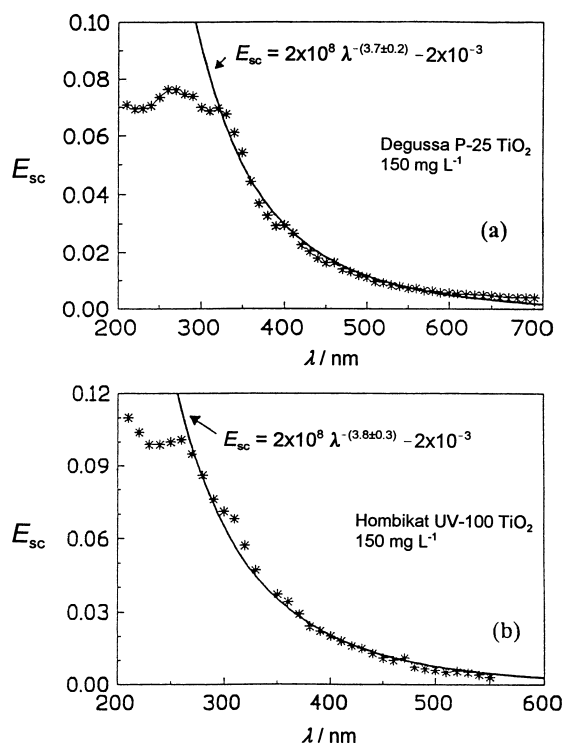 0.10
0.08
0.06
0.04
0.02
0.00
E_sc
E_sc = 2x10^8 λ^-(3.7±0.2) – 2x10^-3
Degussa P-25 TiO₂
150 mg L^-1
(a)
200 300 400 500 600 700
λ / nm
0.12
0.09
0.06
0.03
0.00
E_sc
E_sc = 2x10^8 λ^-(3.8±0.3) – 2x10^-3
Hombikat UV-100 TiO₂
150 mg L^-1
(b)
200 300 400 500 600
λ / nm